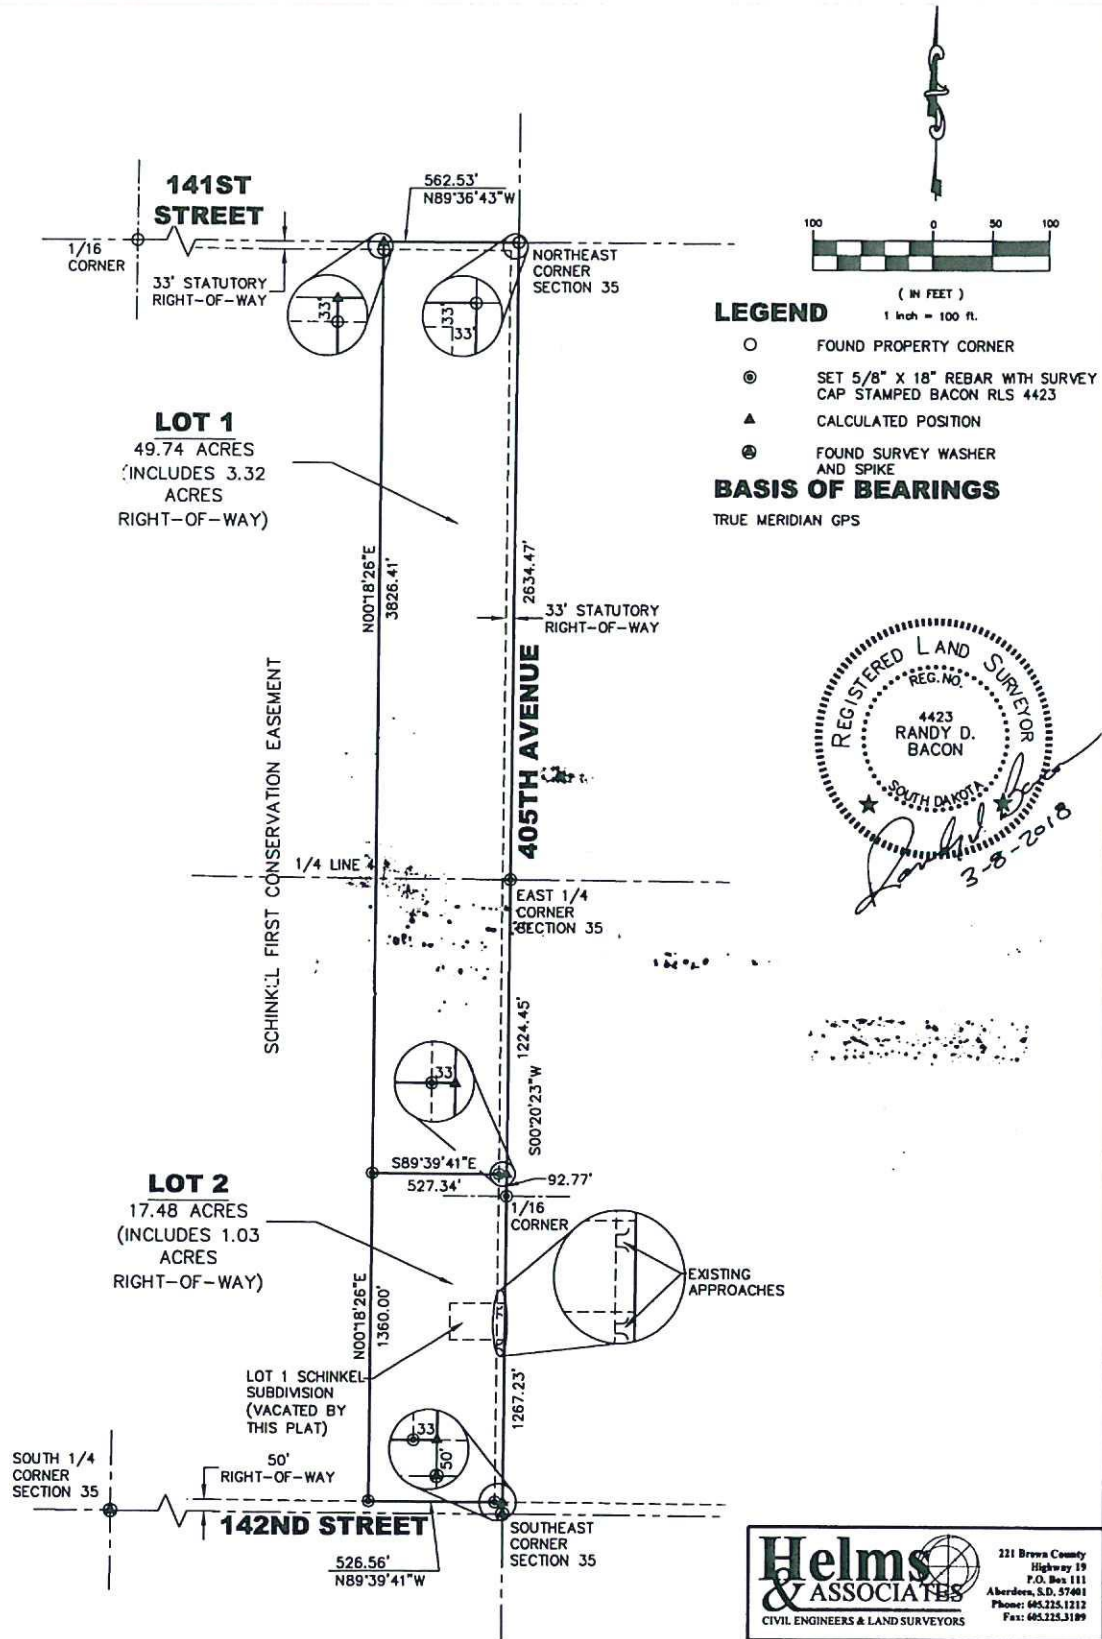 562.53'
N89°36'43"W
141ST
STREET
1/16
CORNER
33' STATUTORY
RIGHT-OF-WAY
33'
33'
33'
NORTHEAST
CORNER
SECTION 35
100
0
50
100
( IN FEET )
1 inch = 100 ft.
LEGEND
FOUND PROPERTY CORNER
SET 5/8" X 18" REBAR WITH SURVEY
CAP STAMPED BACON RLS 4423
CALCULATED POSITION
FOUND SURVEY WASHER
AND SPIKE
BASIS OF BEARINGS
TRUE MERIDIAN GPS
LOT 1
49.74 ACRES
(INCLUDES 3.32
ACRES
RIGHT-OF-WAY)
N00°18'26"E
3826.41'
2634.47'
33' STATUTORY
RIGHT-OF-WAY
405TH AVENUE
SCHINKEL FIRST CONSERVATION EASEMENT
REGISTERED LAND SURVEYOR
REG. NO.
4423
RANDY D.
BACON
SOUTH DAKOTA
Randy D. Bacon
3-8-2018
1/4 LINE
EAST 1/4
CORNER
SECTION 35
1224.45'
S00°20'23"W
33'
S89°39'41"E
527.34'
92.77'
1/16
CORNER
LOT 2
17.48 ACRES
(INCLUDES 1.03
ACRES
RIGHT-OF-WAY)
N00°18'26"E
1360.00'
EXISTING
APPROACHES
LOT 1 SCHINKEL
SUBDIVISION
(VACATED BY
THIS PLAT)
1267.23'
33'
50'
SOUTH 1/4
CORNER
SECTION 35
50'
RIGHT-OF-WAY
142ND STREET
526.56'
N89°39'41"W
SOUTHEAST
CORNER
SECTION 35
Helms
& ASSOCIATES
CIVIL ENGINEERS & LAND SURVEYORS
221 Brown County
Highway 19
P.O. Box 111
Aberdeen, S.D. 57401
Phone: 605.225.1212
Fax: 605.225.3189